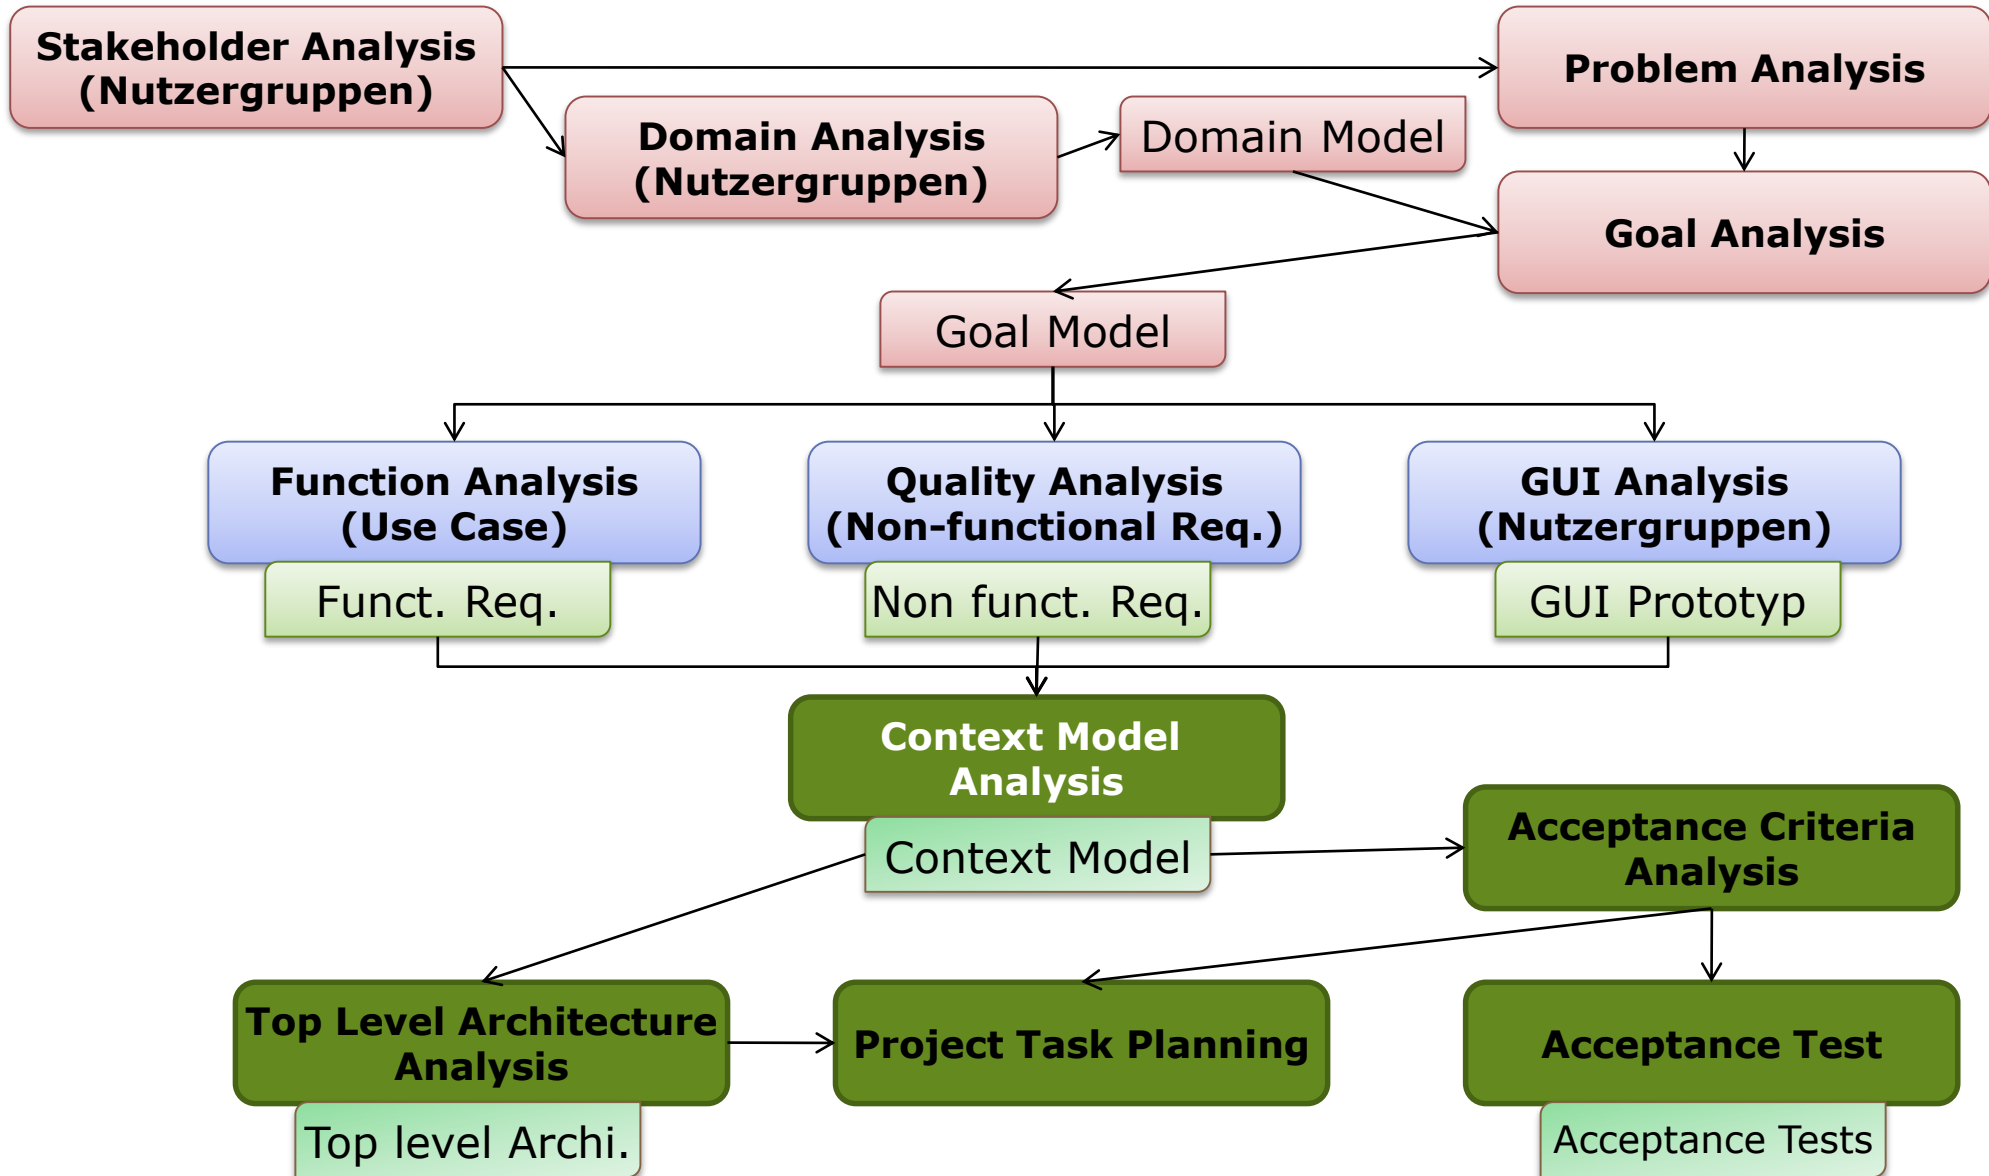 Stakeholder Analysis
(Nutzergruppen)
Problem Analysis
Domain Analysis
(Nutzergruppen)
Domain Model
Goal Analysis
Goal Model
Function Analysis
(Use Case)
Quality Analysis
(Non-functional Req.)
GUI Analysis
(Nutzergruppen)
Funct. Req.
Non funct. Req.
GUI Prototyp
Context Model
Analysis
Context Model
Acceptance Criteria
Analysis
Top Level Architecture
Analysis
Project Task Planning
Acceptance Test
Top level Archi.
Acceptance Tests